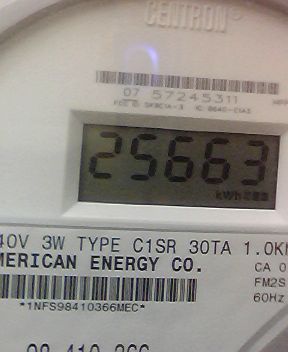 CENTRON®
07 57245311
25663
kWh
40V 3W TYPE C1SR 30TA 1.0K
MERICAN ENERGY CO.
CA 0
FM2S
60Hz
*1NFS98410366MEC*